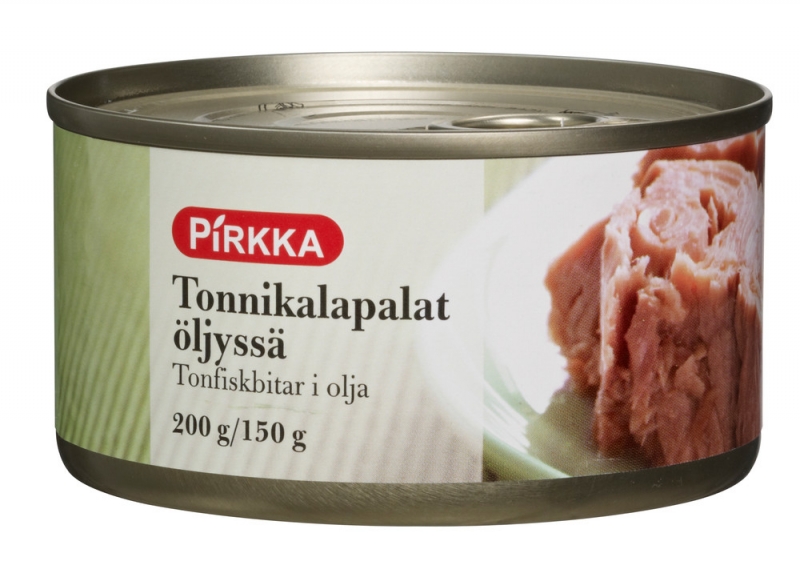 PIRKKA
Tonnikalapalat
öljyssä
Tonfiskbitar i olja
200 g/150 g